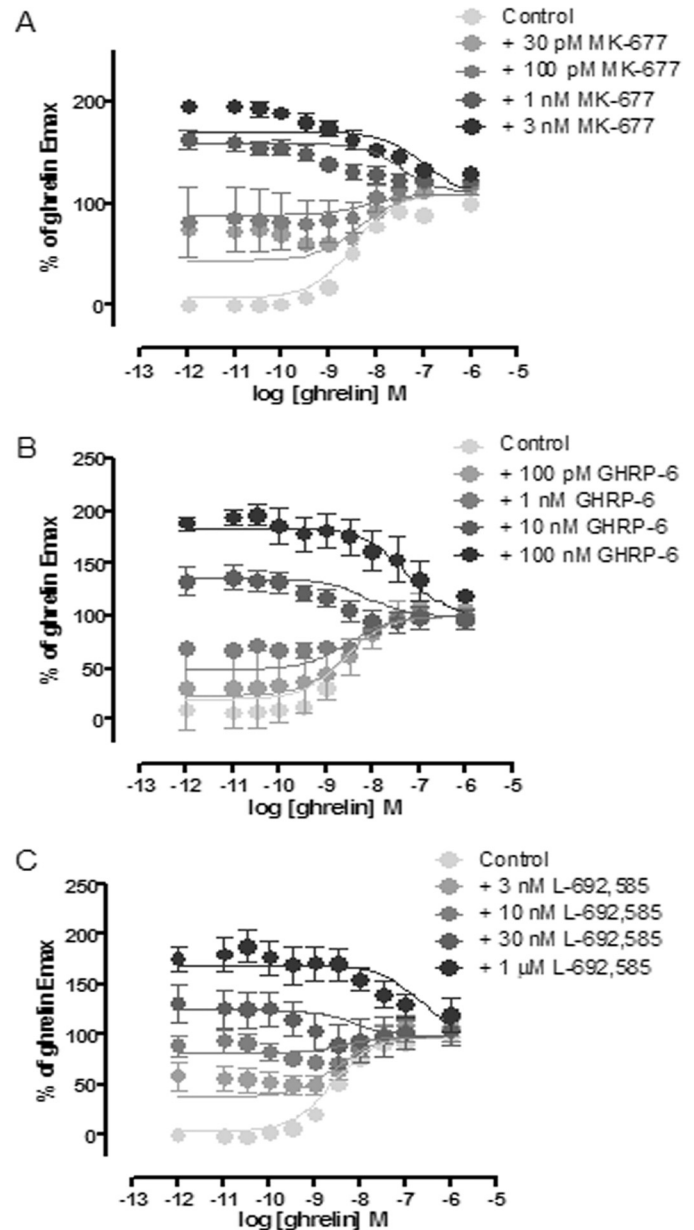 A
Control
+ 30 pM MK-677
+ 100 pM MK-677
+ 1 nM MK-677
+ 3 nM MK-677
% of ghrelin Emax
200
100
0
-13 -12 -11 -10 -9 -8 -7 -6 -5
log [ghrelin] M
B
Control
+ 100 pM GHRP-6
+ 1 nM GHRP-6
+ 10 nM GHRP-6
+ 100 nM GHRP-6
% of ghrelin Emax
250
200
150
100
50
0
-13 -12 -11 -10 -9 -8 -7 -6 -5
log [ghrelin] M
C
Control
+ 3 nM L-692,585
+ 10 nM L-692,585
+ 30 nM L-692,585
+ 1 µM L-692,585
% of ghrelin Emax
250
200
150
100
50
0
-13 -12 -11 -10 -9 -8 -7 -6 -5
log [ghrelin] M